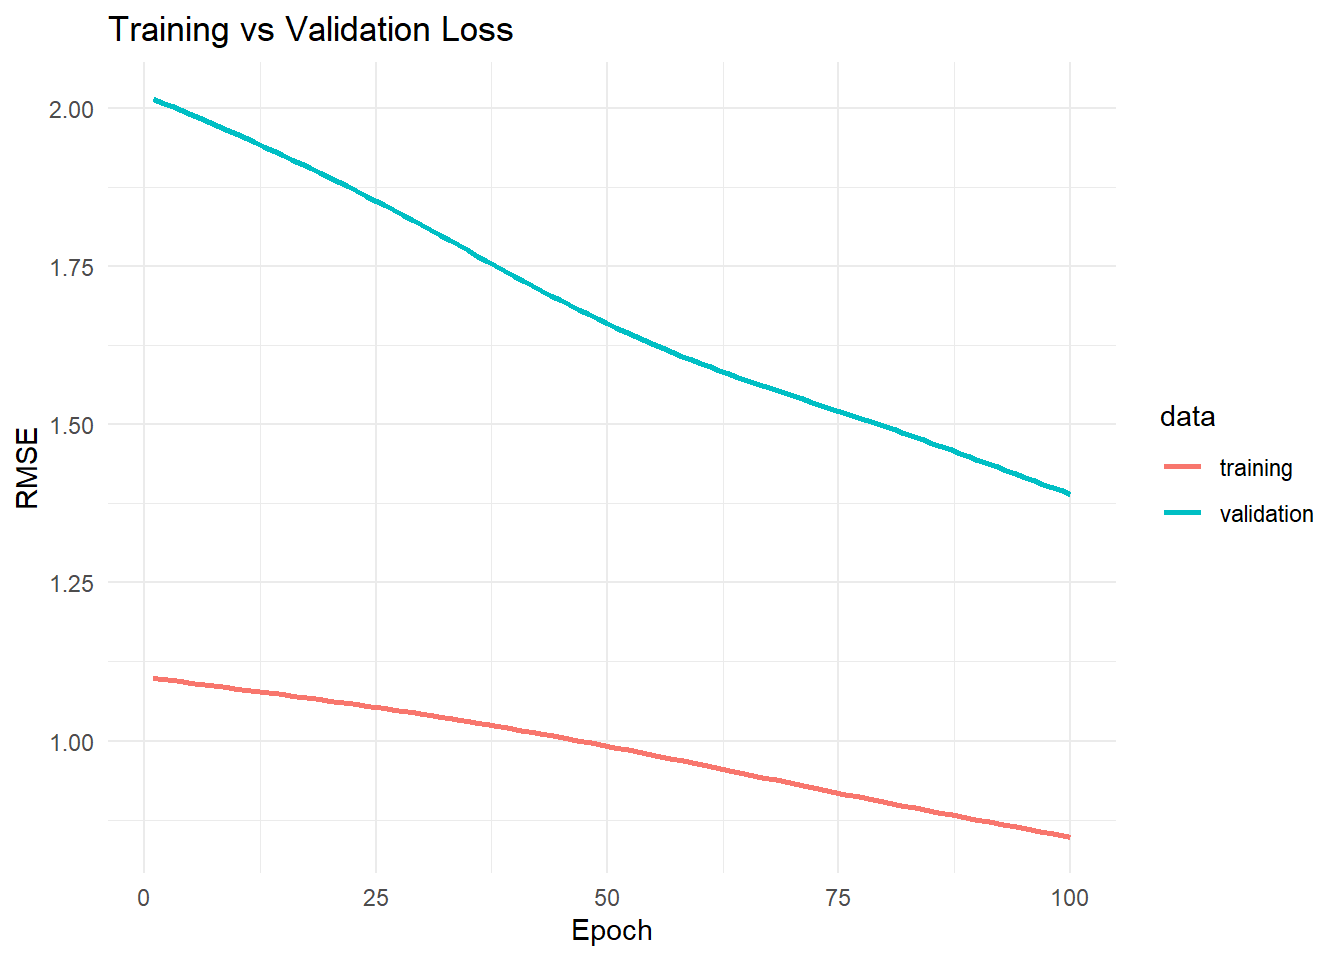 Training vs Validation Loss
2.00
1.75
1.50
1.25
1.00
RMSE
0 25 50 75 100
Epoch
data
training
validation